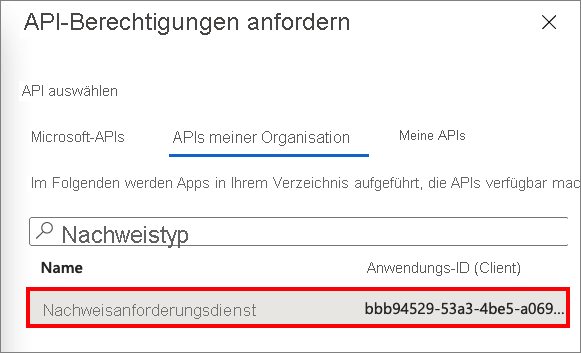 API-Berechtigungen anfordern
API auswählen
Microsoft-APIs APIs meiner Organisation Meine APIs
Im Folgenden werden Apps in Ihrem Verzeichnis aufgeführt, die APIs verfügbar mac
Nachweistyp
Name Anwendungs-ID (Client)
Nachweisanforderungsdienst bbb94529-53a3-4be5-a069...